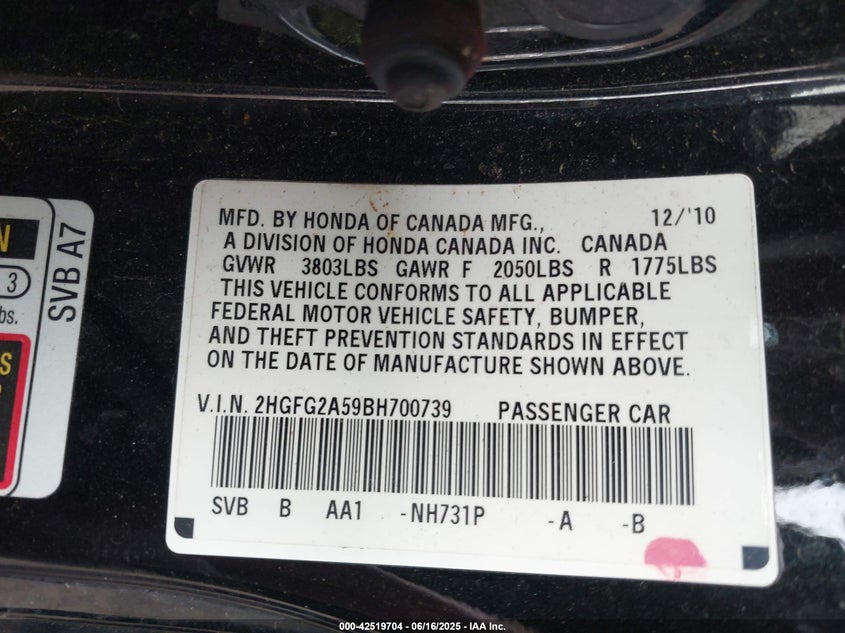 MFD. BY HONDA OF CANADA MFG., 12/'10
A DIVISION OF HONDA CANADA INC. CANADA
GVWR 3803LBS GAWR F 2050LBS R 1775LBS
THIS VEHICLE CONFORMS TO ALL APPLICABLE
FEDERAL MOTOR VEHICLE SAFETY, BUMPER,
AND THEFT PREVENTION STANDARDS IN EFFECT
ON THE DATE OF MANUFACTURE SHOWN ABOVE.
V.I.N. 2HGFG2A59BH700739 PASSENGER CAR
SVB B AA1 -NH731P -A -B
N
3
bs.
S
SVB A7
000-42519704 - 06/16/2025 - IAA Inc.